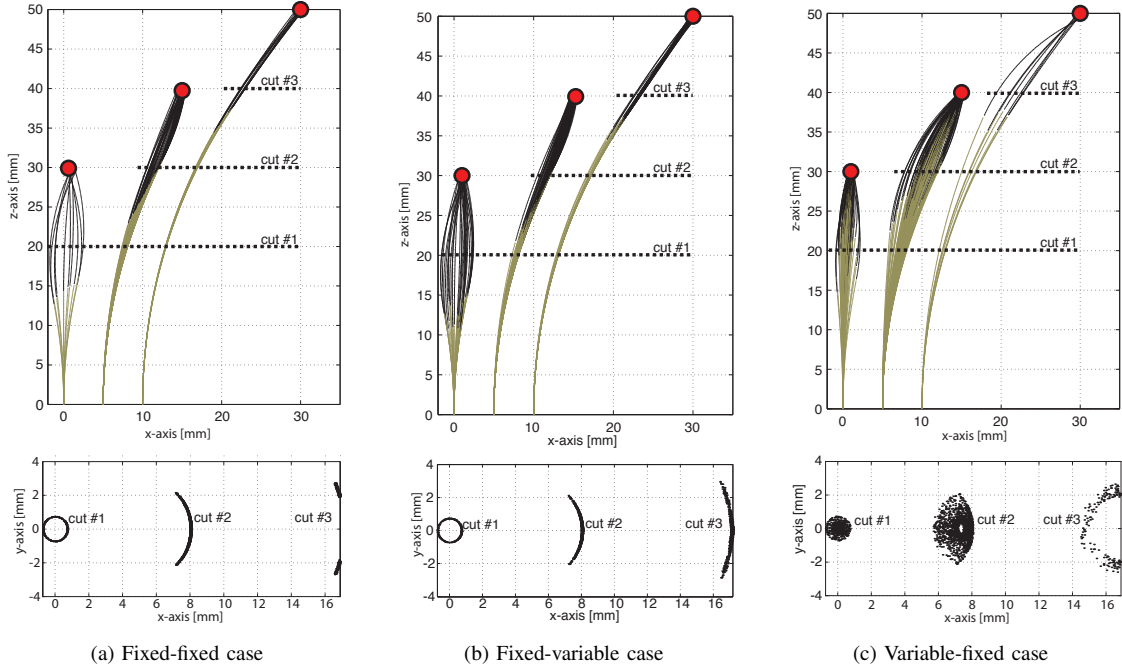 50
45
40
35
30
25
20
15
10
5
0
z-axis [mm]
0
10
20
30
x-axis [mm]
cut #3
cut #2
cut #1
4
2
0
-2
-4
y-axis [mm]
cut #1
cut #2
cut #3
0
2
4
6
8
10
12
14
16
x-axis [mm]
(a) Fixed-fixed case
50
45
40
35
30
25
20
15
10
5
0
z-axis [mm]
0
10
20
30
x-axis [mm]
cut #3
cut #2
cut #1
4
2
0
-2
-4
y-axis [mm]
cut #1
cut #2
cut #3
0
2
4
6
8
10
12
14
16
x-axis [mm]
(b) Fixed-variable case
50
45
40
35
30
25
20
15
10
5
0
z-axis [mm]
0
10
20
30
x-axis [mm]
cut #3
cut #2
cut #1
4
2
0
-2
-4
y-axis [mm]
cut #1
cut #2
cut #3
0
2
4
6
8
10
12
14
16
x-axis [mm]
(c) Variable-fixed case